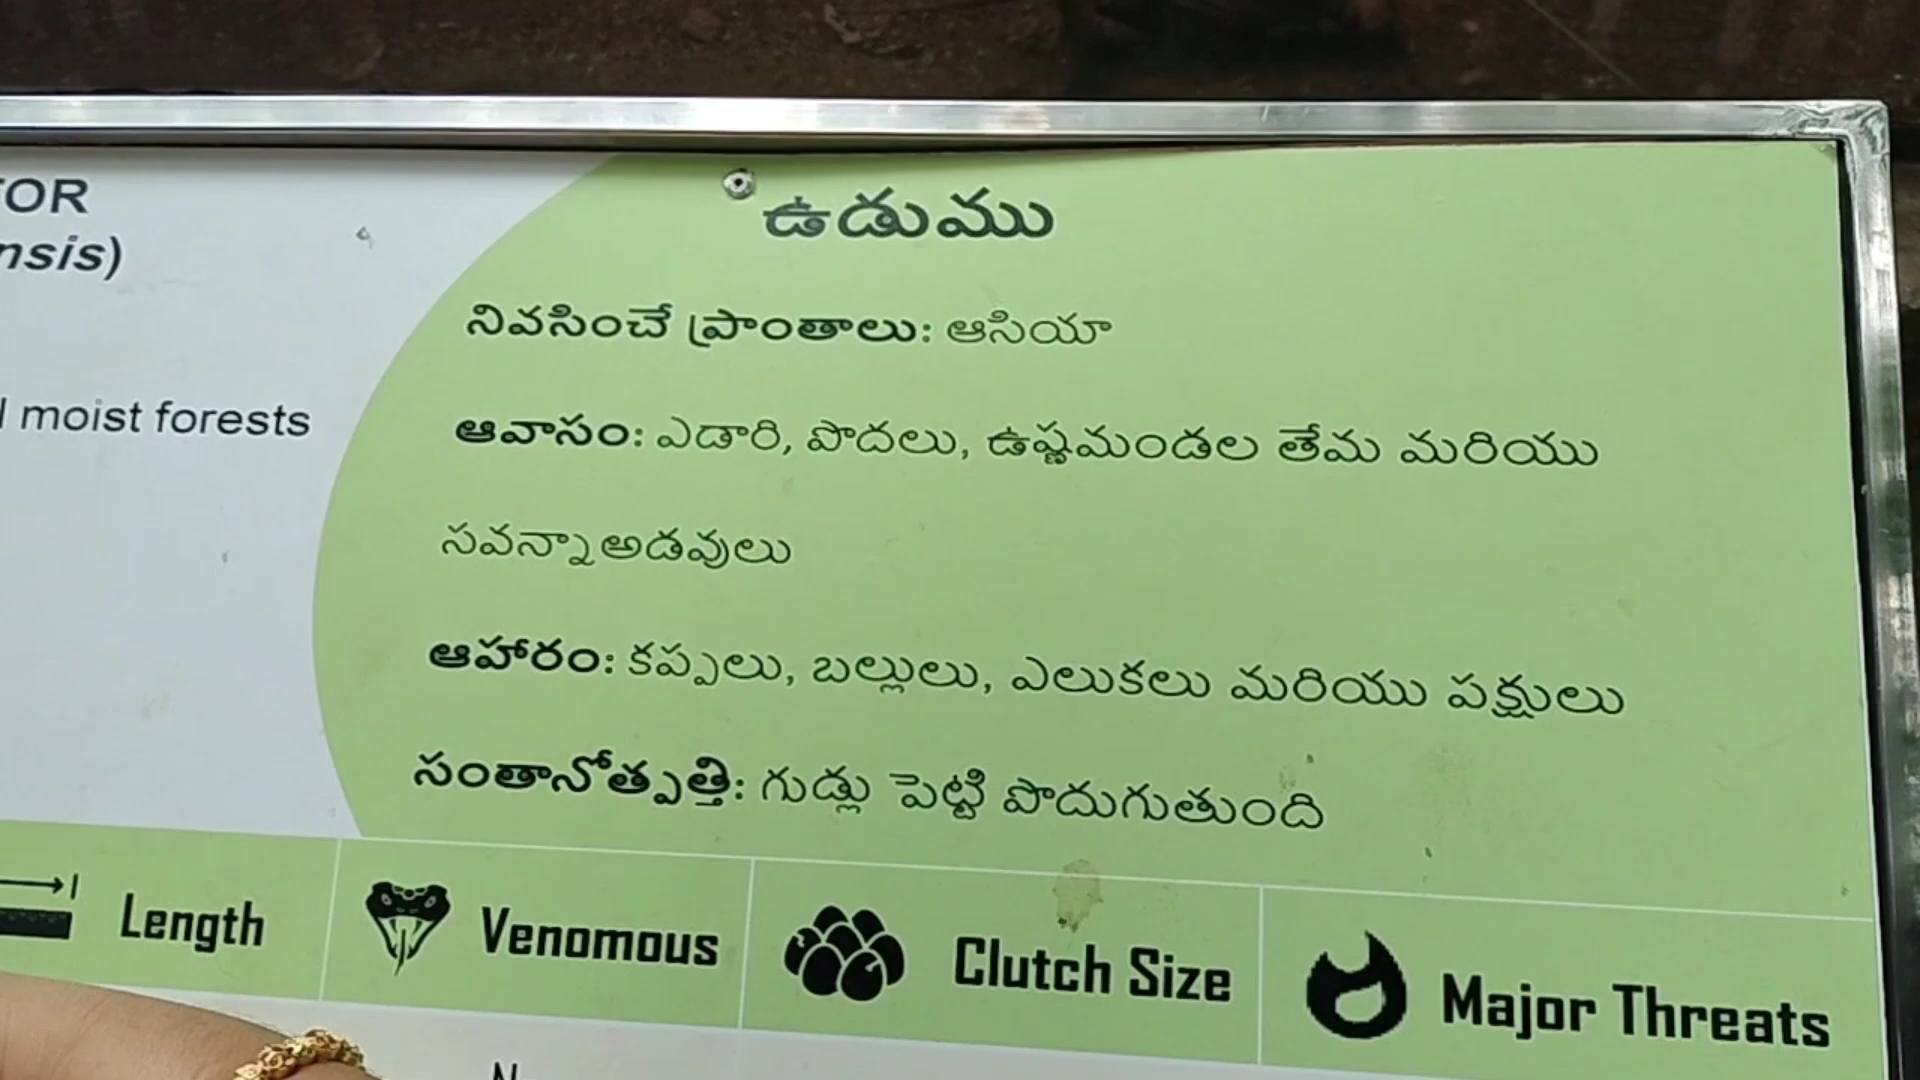 OR
nsis)
moist forests
ఉడుము
నివసించే ప్రాంతాలు: ఆసియా
ఆవాసం: ఎడారి, పొదలు, ఉష్ణమండల తేమ మరియు
సవన్నా అడవులు
ఆహారం: కప్పలు, బల్లులు, ఎలుకలు మరియు పక్షులు
సంతానోత్పత్తి: గుడ్లు పెట్టి పొదుగుతుంది
Length
Venomous
Clutch Size
Major Threats